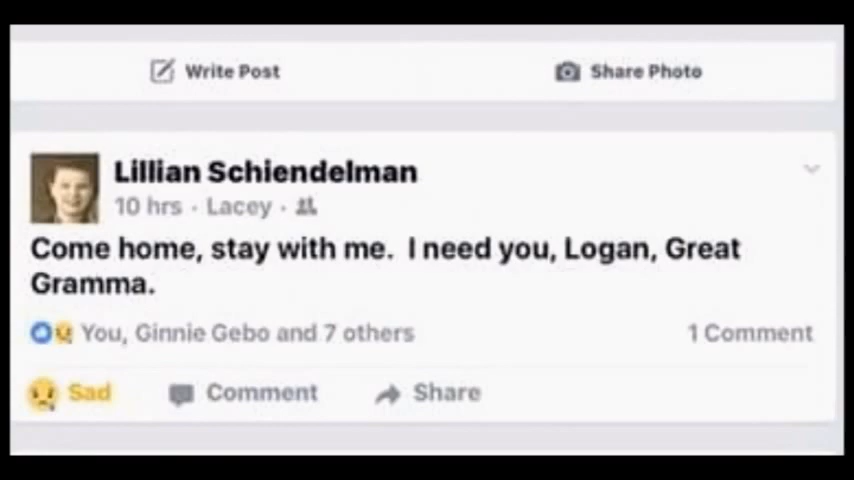 Write Post
Share Photo
Lillian Schiendelman
10 hrs · Lacey ·
Come home, stay with me. I need you, Logan, Great
Gramma.
You, Ginnie Gebo and 7 others
1 Comment
Sad
Comment
Share